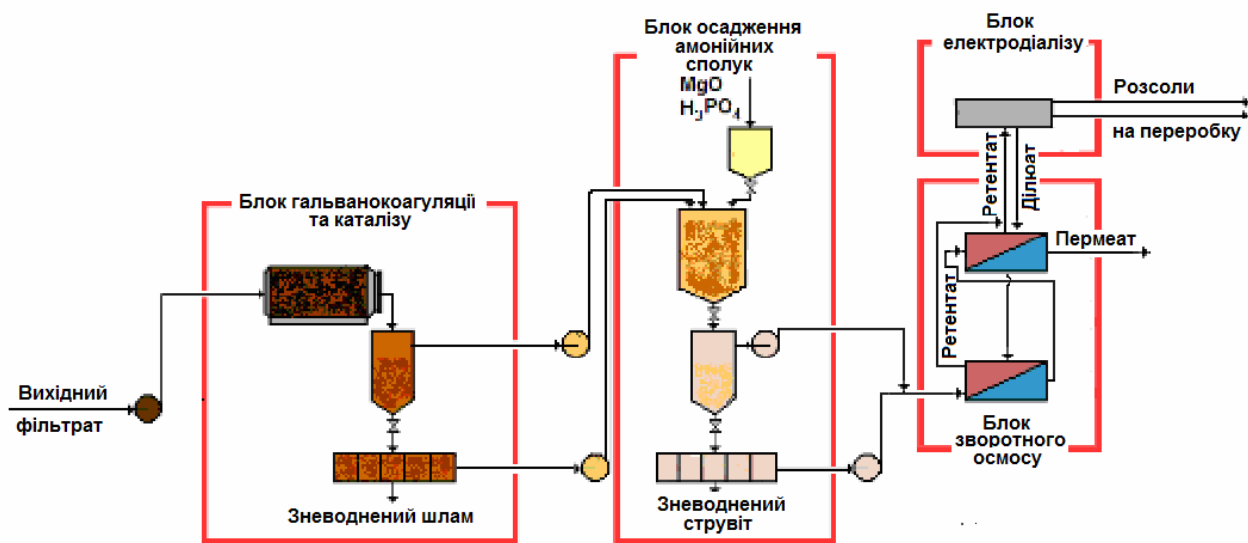 Вихідний
фільтрат
Блок гальванокоагуляції
та каталізу
Зневоднений шлам
Блок осадження
амонійних
сполук
MgO
H3PO4
Зневоднений
струвіт
Блок
електродіалізу
Розсоли
на переробку
Ретентат
Ділюат
Пермеат
Ретентат
Блок
зворотного
осмосу